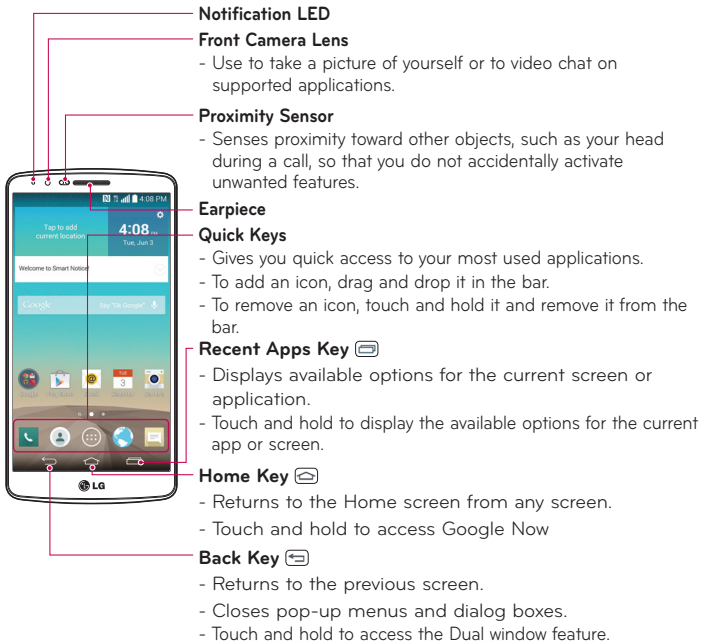 Notification LED
Front Camera Lens
- Use to take a picture of yourself or to video chat on
supported applications.
Proximity Sensor
- Senses proximity toward other objects, such as your head
during a call, so that you do not accidentally activate
unwanted features.
Earpiece
Quick Keys
- Gives you quick access to your most used applications.
- To add an icon, drag and drop it in the bar.
- To remove an icon, touch and hold it and remove it from the
bar.
Recent Apps Key
- Displays available options for the current screen or
application.
- Touch and hold to display the available options for the current
app or screen.
Home Key
- Returns to the Home screen from any screen.
- Touch and hold to access Google Now
Back Key
- Returns to the previous screen.
- Closes pop-up menus and dialog boxes.
- Touch and hold to access the Dual window feature.
4:08 PM
Tap to add
current location
4:08
Tue, Jun 3
Welcome to Smart Notice!
Google
Say "Ok Google"
TUE
3
LG